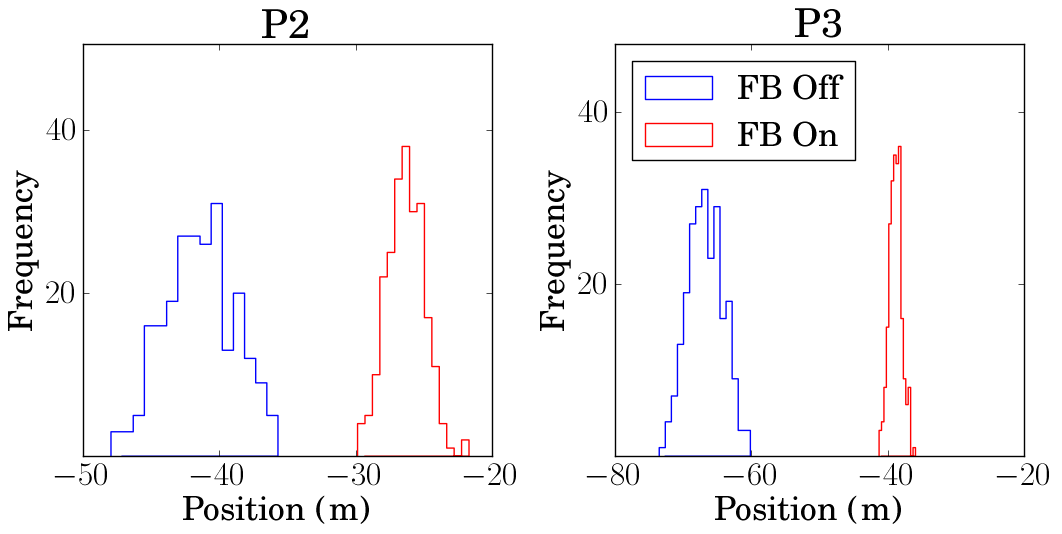 P2
40
20
Frequency
−50
−40
−30
−20
Position (m)
P3
FB Off
FB On
40
20
Frequency
−80
−60
−40
−20
Position (m)